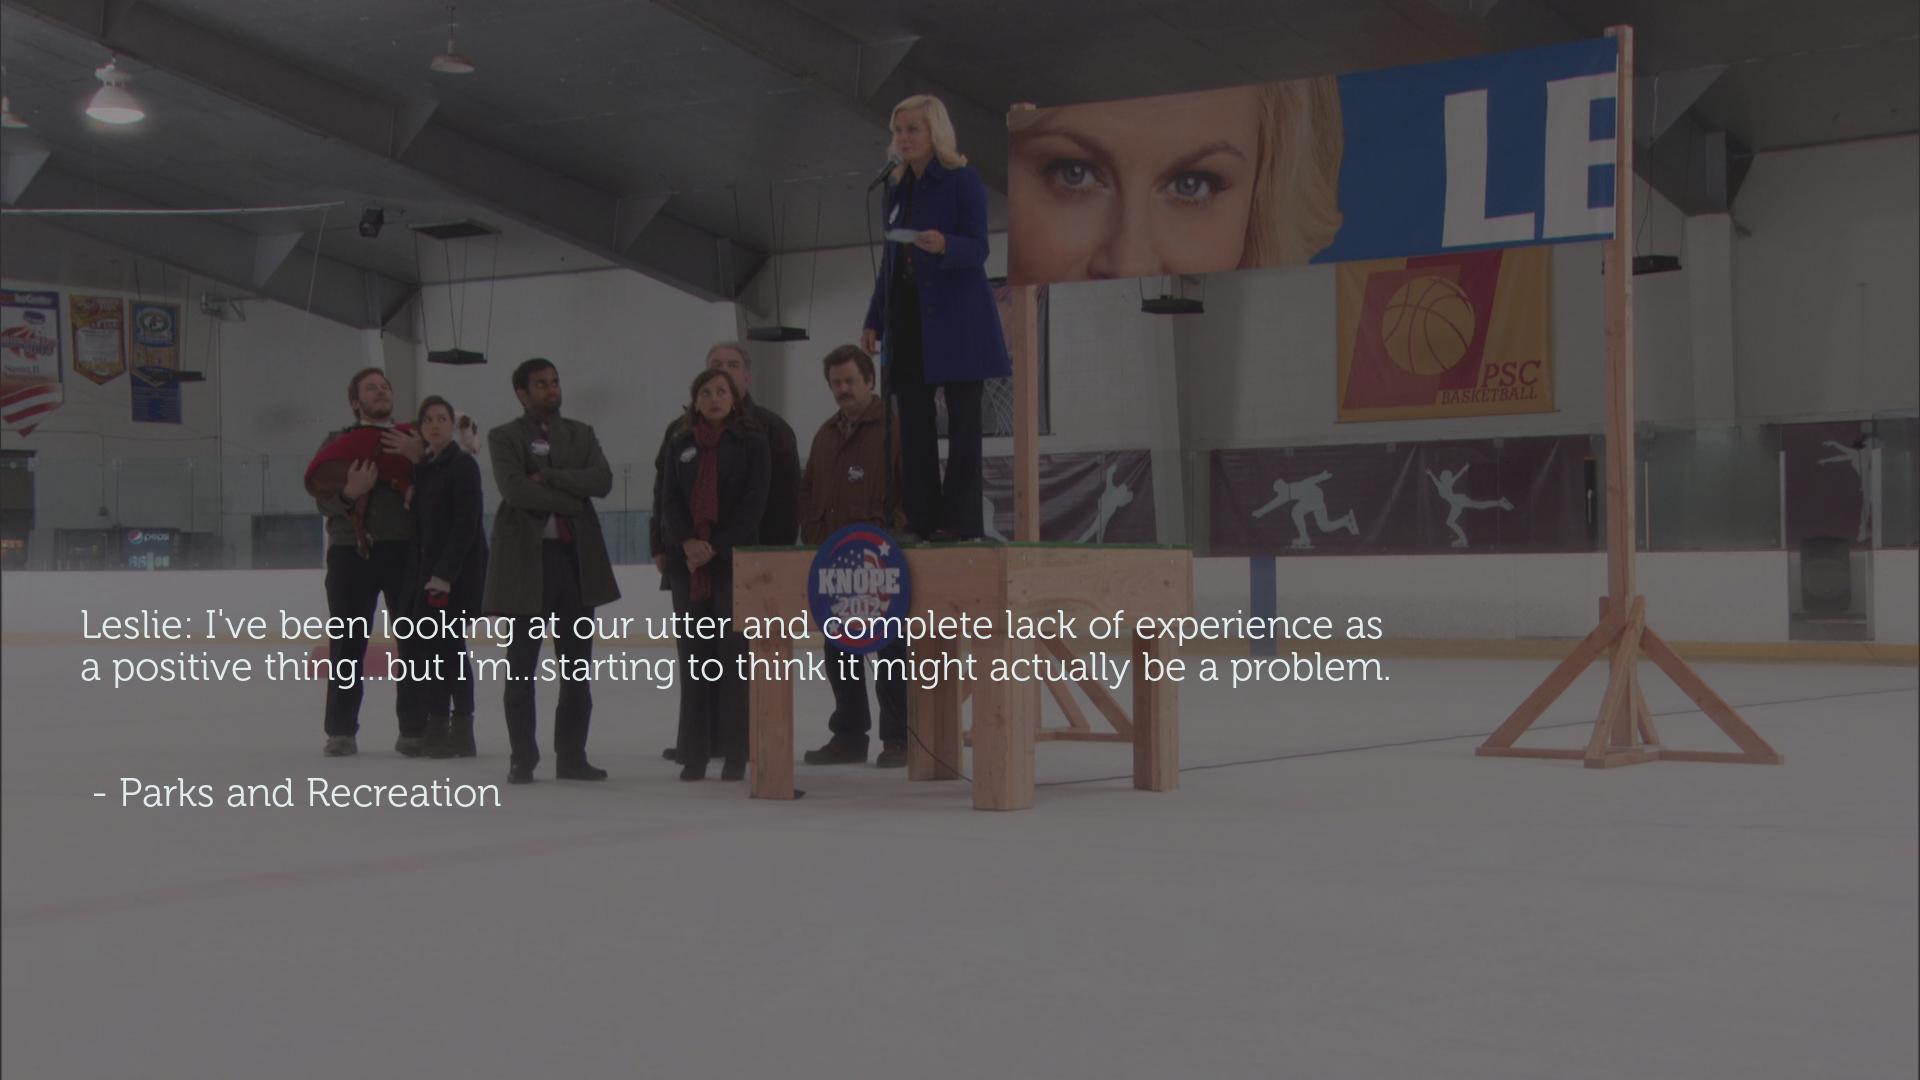 LE
PSC
BASKETBALL
pepsi
KNOPE
2012
Leslie: I've been looking at our utter and complete lack of experience as
a positive thing...but I'm...starting to think it might actually be a problem.
- Parks and Recreation